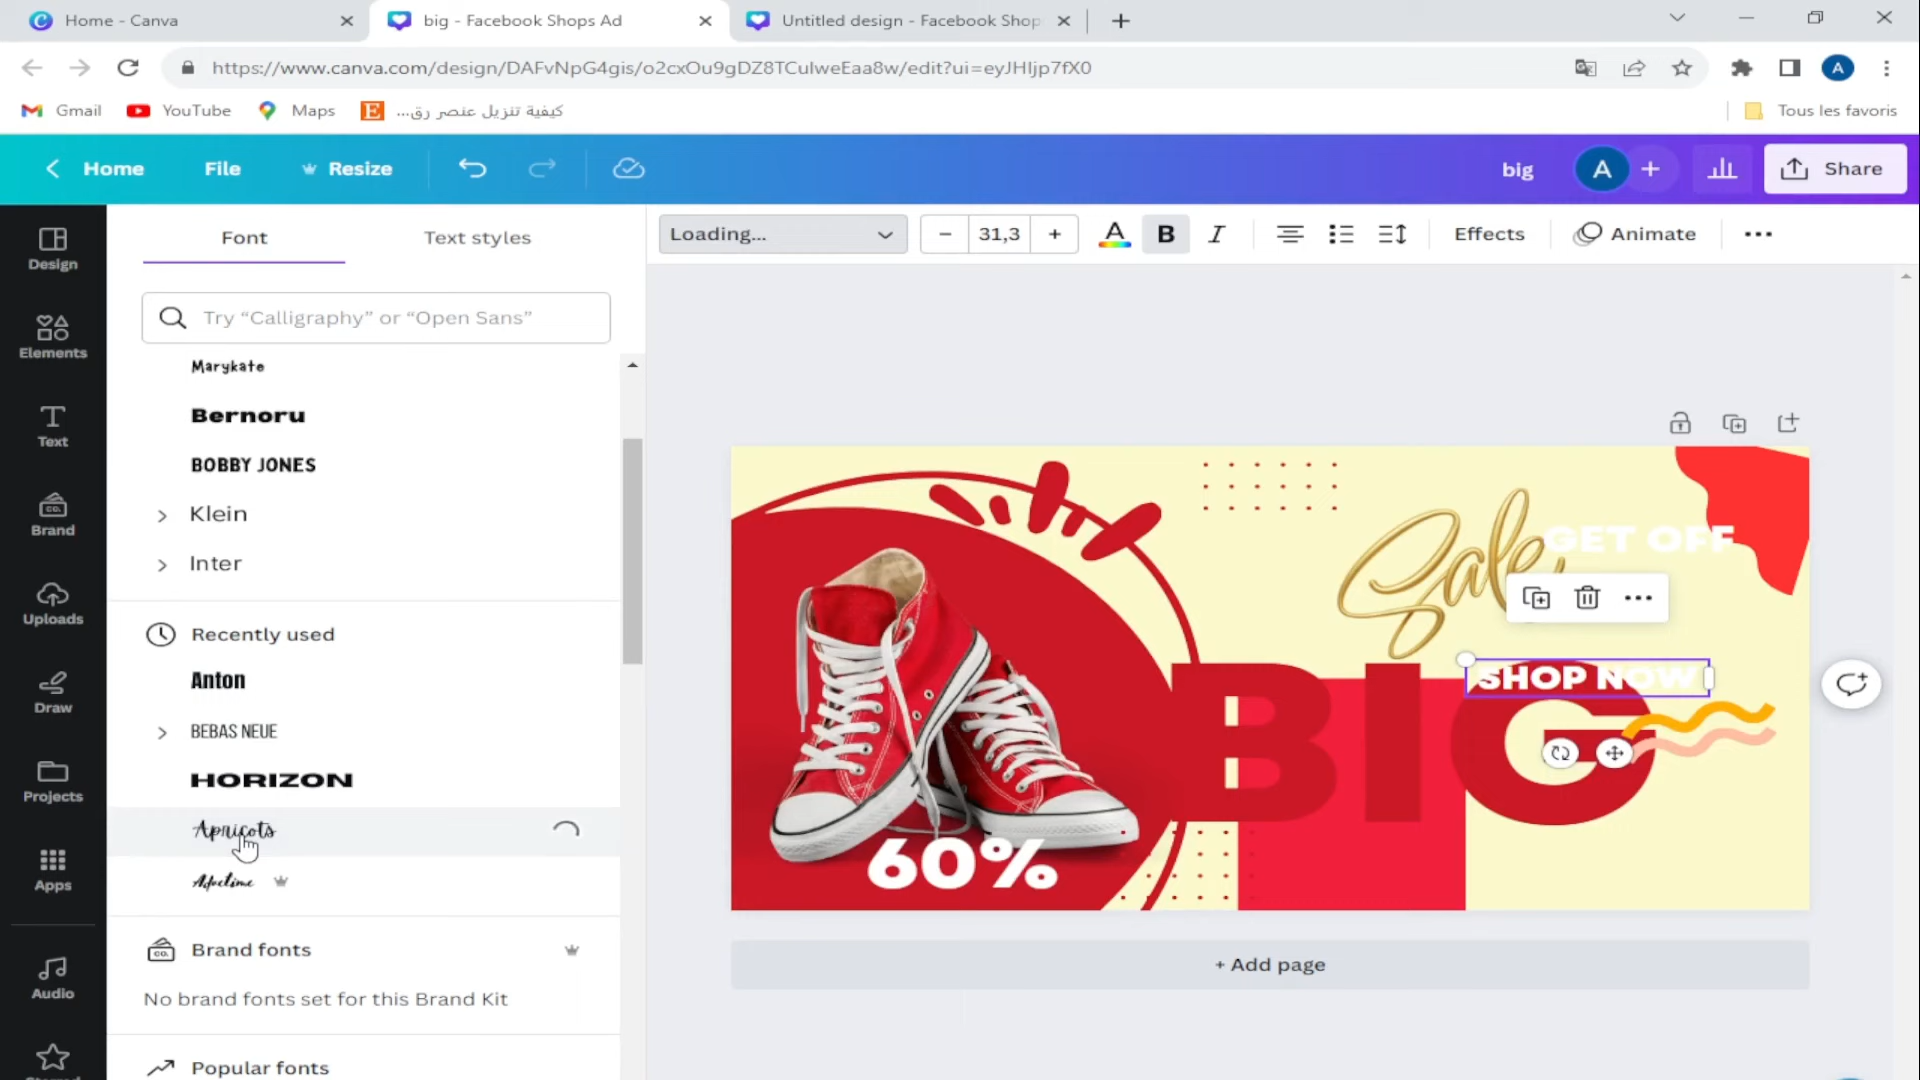 Home - Canva
big - Facebook Shops Ad
Untitled design - Facebook Shop
https://www.canva.com/design/DAFvNpG4gis/o2cxOu9gDZ8TCulweEaa8w/edit?ui=eyJHIjp7fX0
A
Gmail
YouTube
Maps
كيفية تنزيل عنصر رق...
Tous les favoris
Home
File
Resize
big
A
Share
Font
Text styles
Loading...
31,3
A
B
I
Effects
Animate
Design
Elements
Text
Brand
Uploads
Draw
Projects
Apps
Audio
Try “Calligraphy” or “Open Sans”
Marykate
Bernoru
BOBBY JONES
Klein
Inter
Recently used
Anton
BEBAS NEUE
HORIZON
Apricots
Adectime
Brand fonts
No brand fonts set for this Brand Kit
Popular fonts
Sale
GET OFF
SHOP NOW
BIG
60%
+ Add page